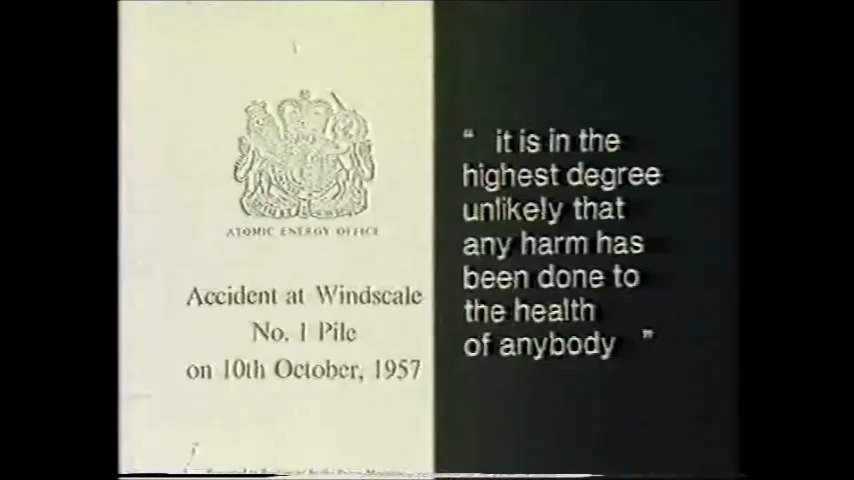 ATOMIC ENERGY OFFICE
Accident at Windscale
No. 1 Pile
on 10th October, 1957
“ it is in the
highest degree
unlikely that
any harm has
been done to
the health
of anybody ”